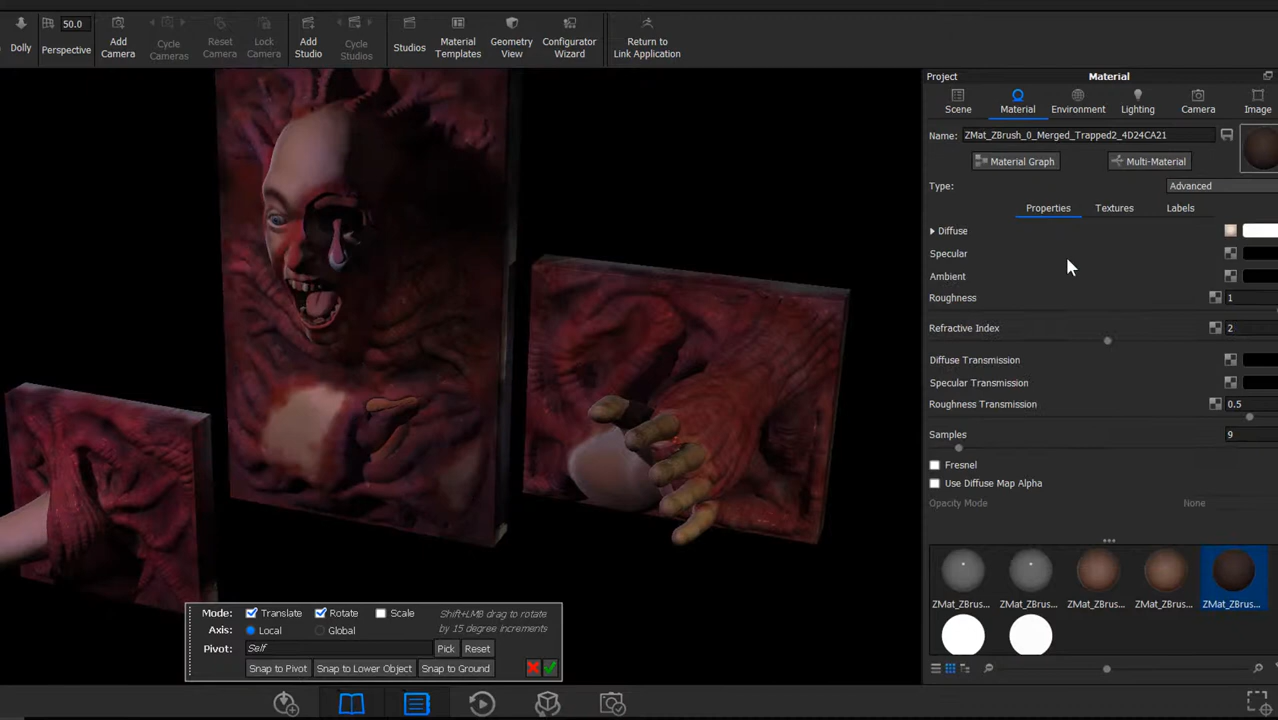 50.0
Dolly
Perspective
Add Camera
Cycle Cameras
Reset Camera
Lock Camera
Add Studio
Cycle Studios
Studios
Material Templates
Geometry View
Configurator Wizard
Return to Link Application
Project
Material
Scene
Material
Environment
Lighting
Camera
Image
Name: ZMat_ZBrush_0_Merged_Trapped2_4D24CA21
Material Graph
Multi-Material
Type: Advanced
Properties
Textures
Labels
Diffuse
Specular
Ambient
Roughness 1
Refractive Index 2
Diffuse Transmission
Specular Transmission
Roughness Transmission 0.5
Samples 9
Fresnel
Use Diffuse Map Alpha
Opacity Mode None
ZMat_ZBrus... ZMat_ZBrus... ZMat_ZBrus... ZMat_ZBrus... ZMat_ZBrus...
Mode: Translate Rotate Scale
Shift+LMB drag to rotate
by 15 degree increments
Axis: Local Global
Pivot: Self Pick Reset
Snap to Pivot Snap to Lower Object Snap to Ground